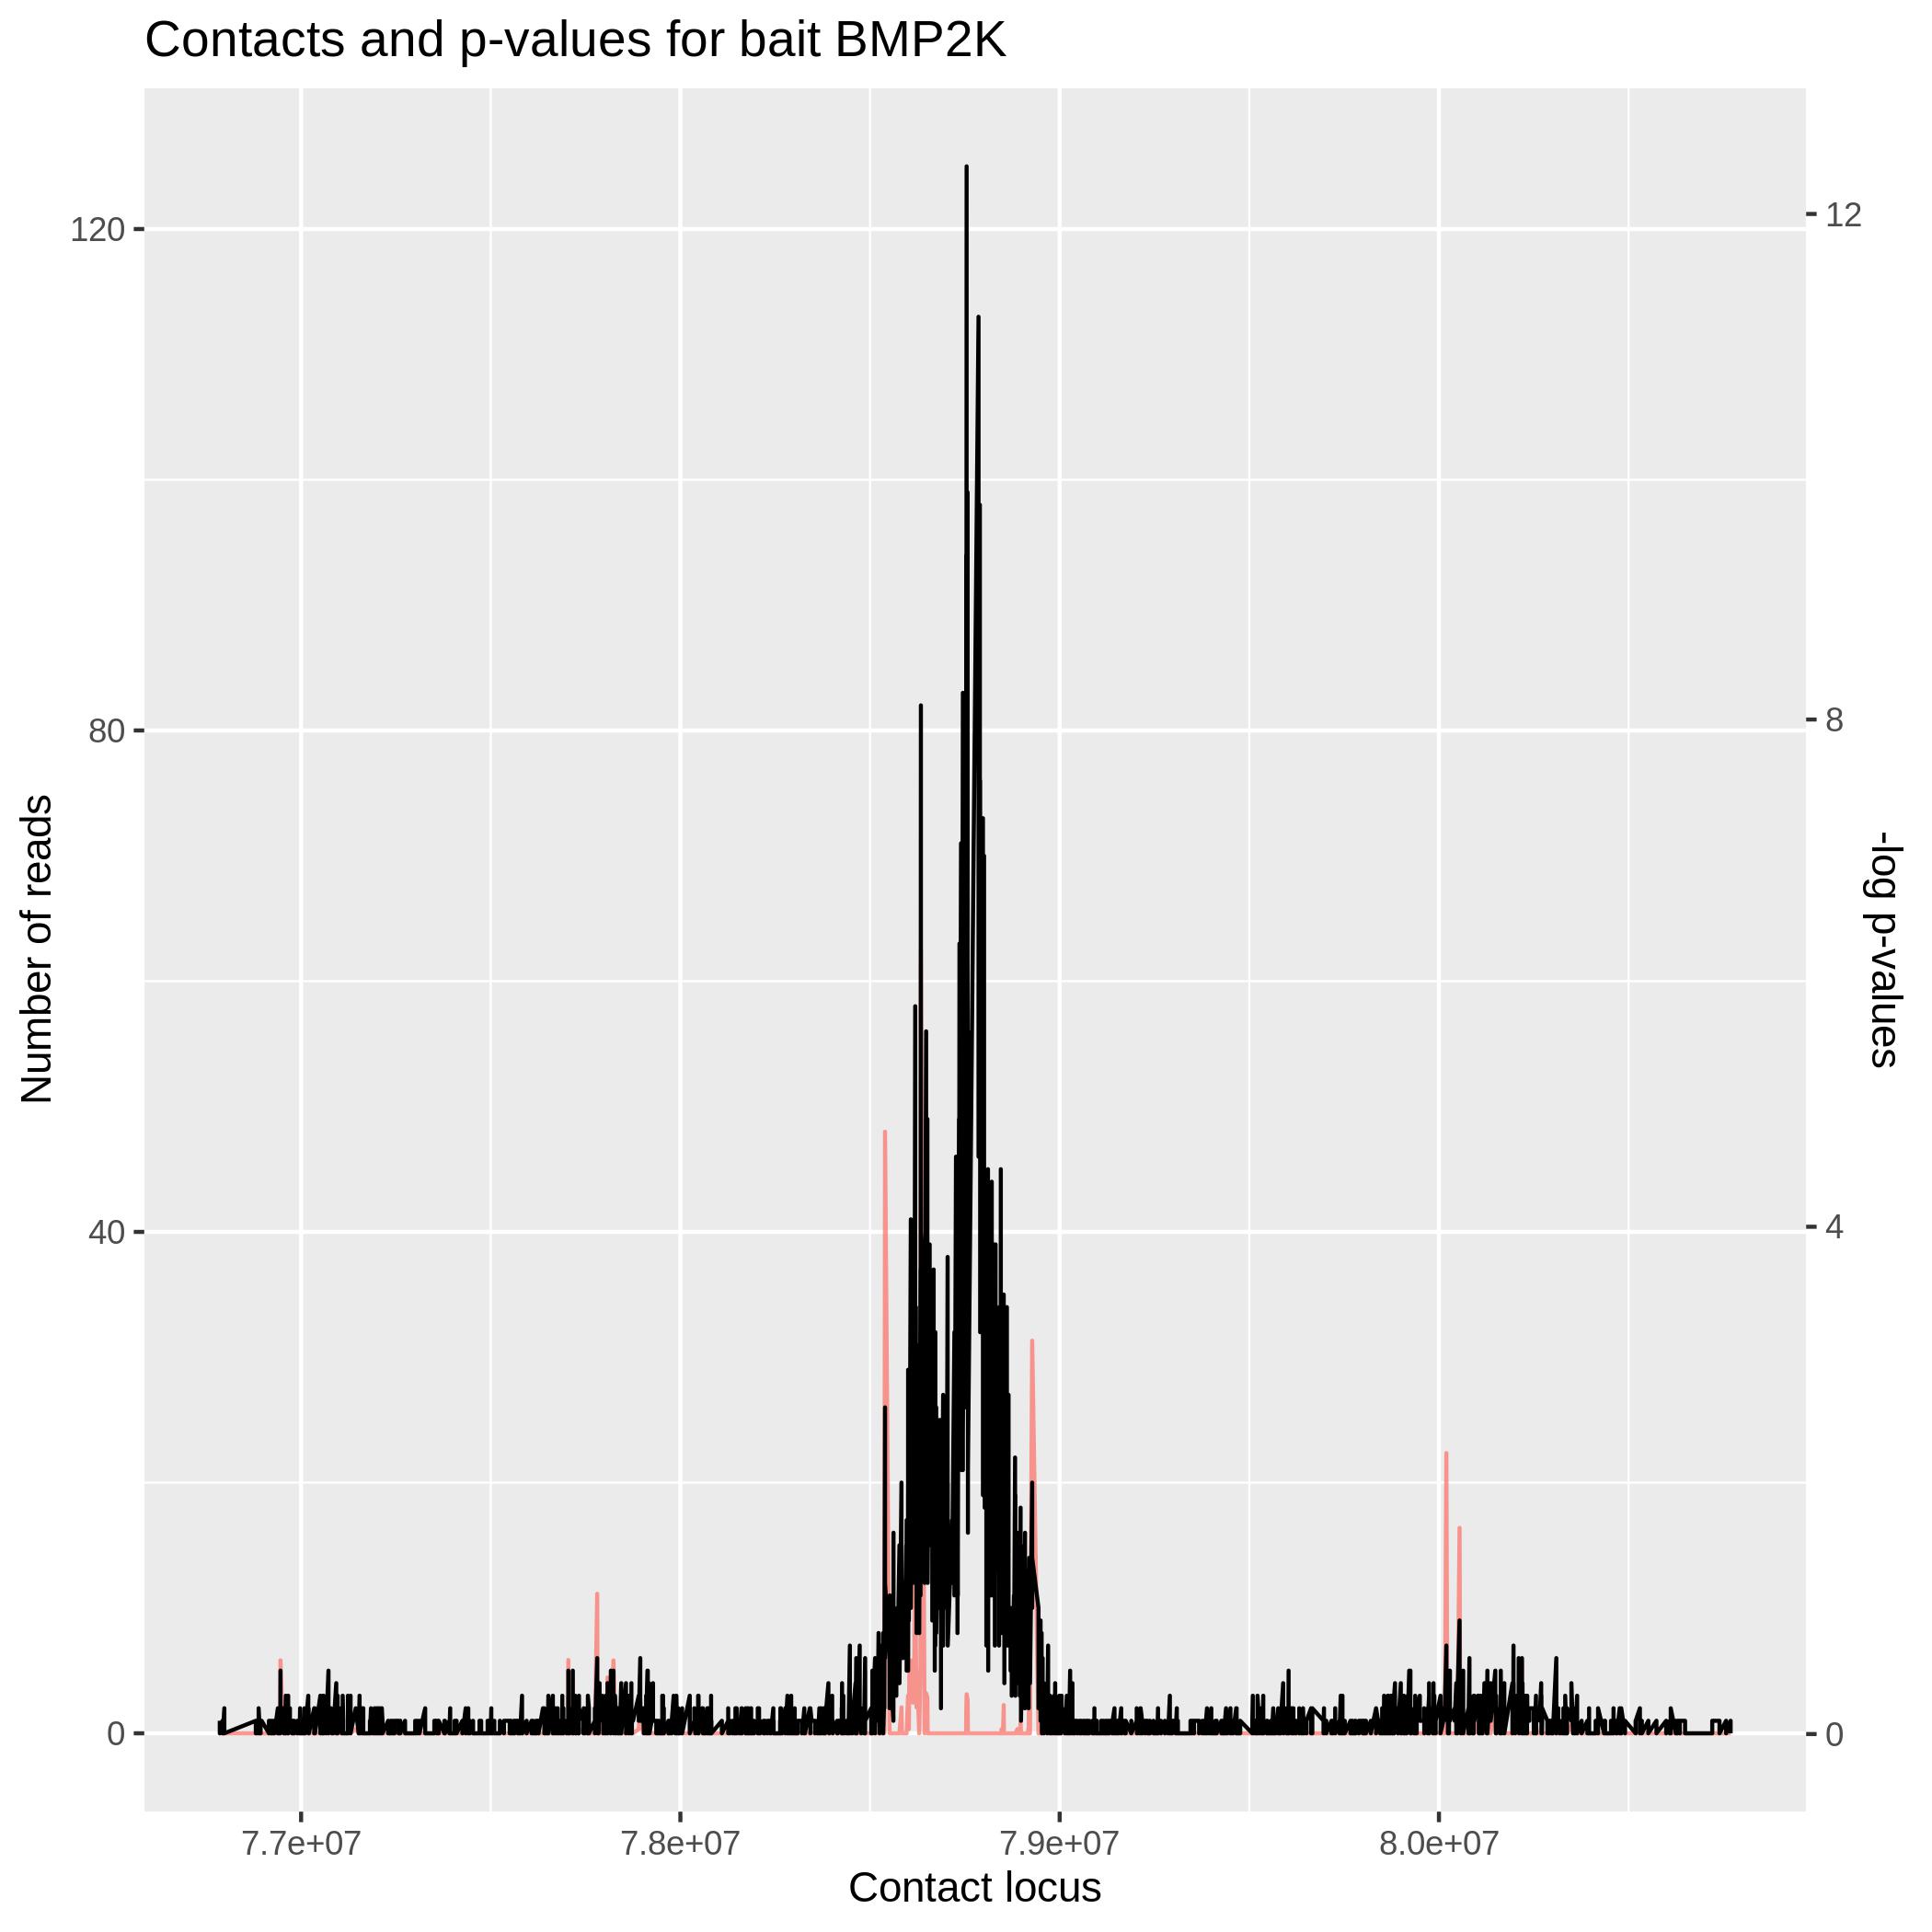 Contacts and p-values for bait BMP2K
120
80
40
0
Number of reads
12
8
4
0
-log p-values
7.7e+07
7.8e+07
7.9e+07
8.0e+07
Contact locus